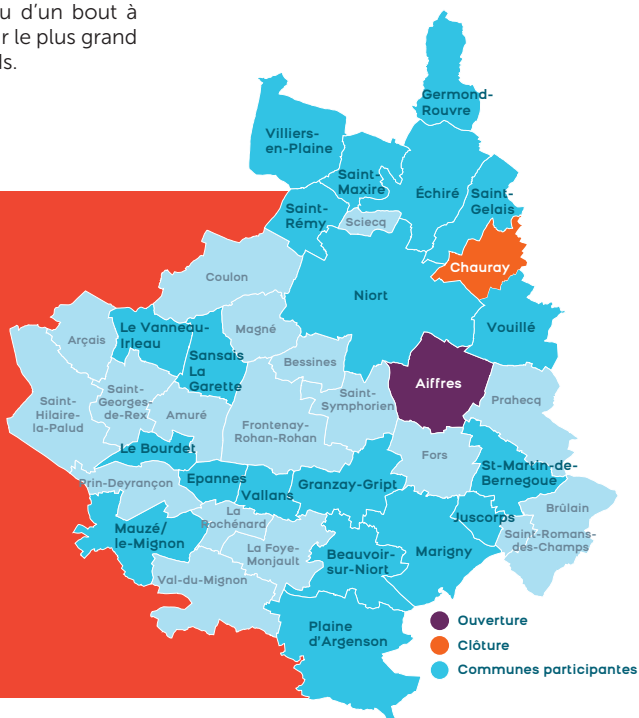 u d'un bout à
r le plus grand
ds.
Germond-
Rouvre
Villiers-
en-Plaine
Saint-
Maxire
Échiré
Saint-
Gelais
Saint-
Rémy
Sciecq
Chauray
Coulon
Niort
Magné
Vouillé
Arçais
Le Vanneau-
Irleau
Sansais
La
Garette
Bessines
Aiffres
Saint-
Hilaire-
la-Palud
Saint-
Georges-
de-Rex
Amuré
Saint-
Symphorien
Prahecq
Frontenay-
Rohan-Rohan
Le Bourdet
Fors
St-Martin-de-
Bernegoue
Prin-Deyrançon
Epannes
Vallans
Granzay-Gript
Brûlain
La
Rochénard
Juscorps
Mauzé/
le-Mignon
Saint-Romans-
des-Champs
La Foye-
Monjault
Beauvoir-
sur-Niort
Marigny
Val-du-Mignon
Plaine
d'Argenson
Ouverture
Clôture
Communes participantes